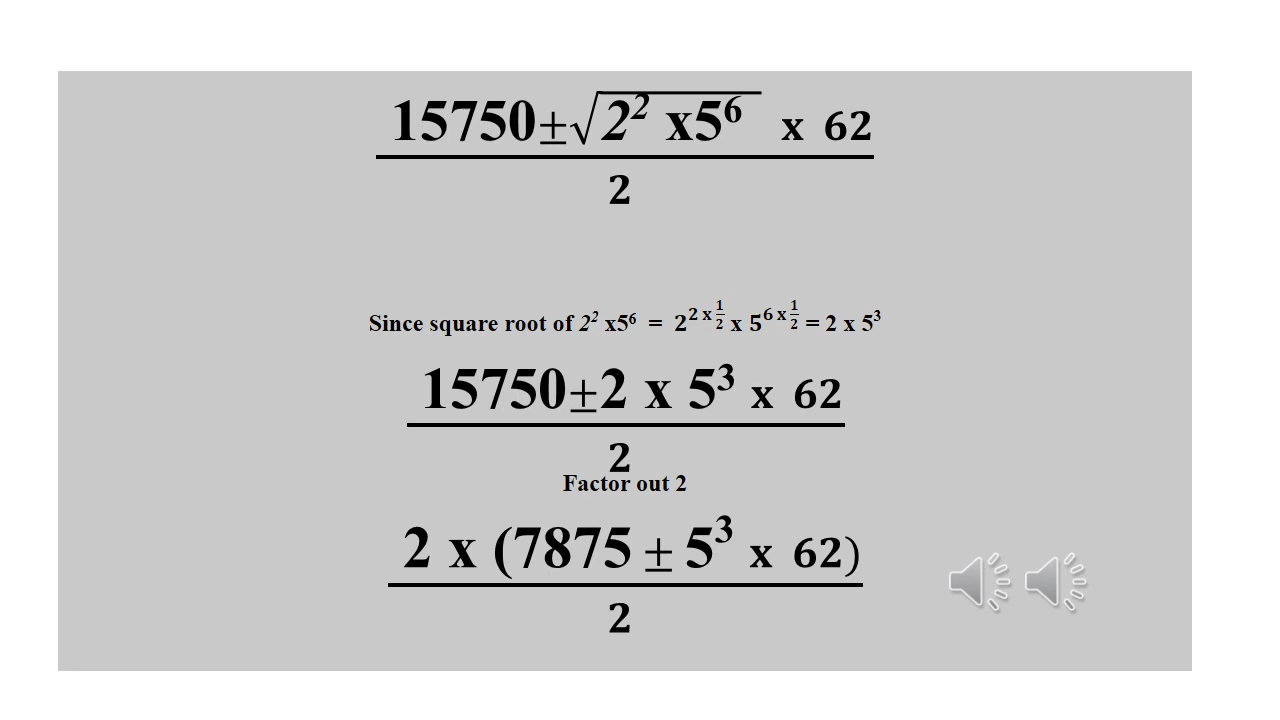 15750±√2² x5⁶ x 62
2
Since square root of 2² x5⁶ = 2^(2 x 1/2) x 5^(6 x 1/2) = 2 x 5³
15750±2 x 5³ x 62
2
Factor out 2
2 x (7875 ± 5³ x 62)
2